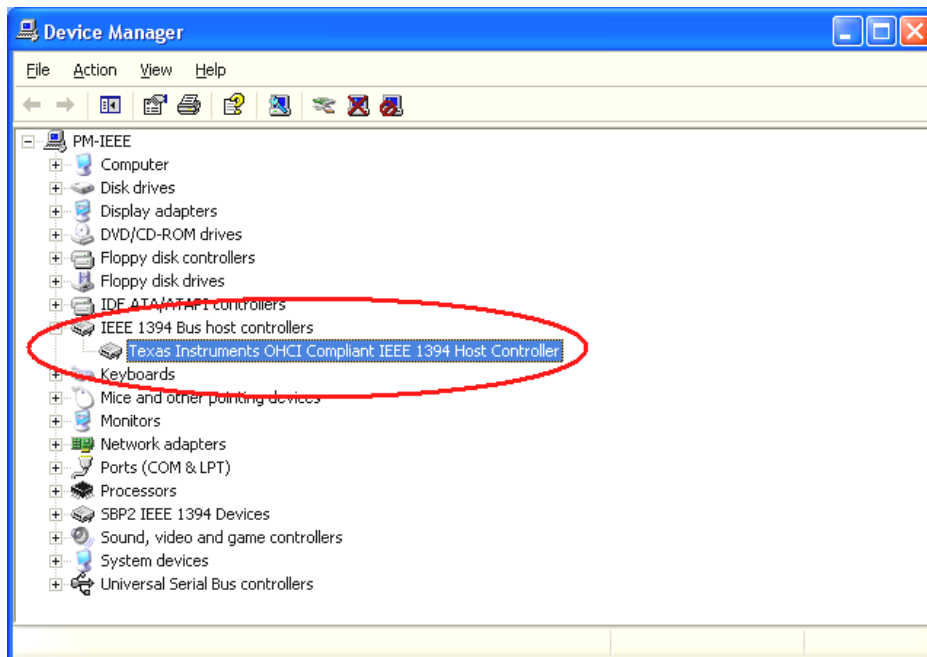 Device Manager
File Action View Help
PM-IEEE
Computer
Disk drives
Display adapters
DVD/CD-ROM drives
Floppy disk controllers
Floppy disk drives
IDE ATA/ATAPI controllers
IEEE 1394 Bus host controllers
Texas Instruments OHCI Compliant IEEE 1394 Host Controller
Keyboards
Mice and other pointing devices
Monitors
Network adapters
Ports (COM & LPT)
Processors
SBP2 IEEE 1394 Devices
Sound, video and game controllers
System devices
Universal Serial Bus controllers